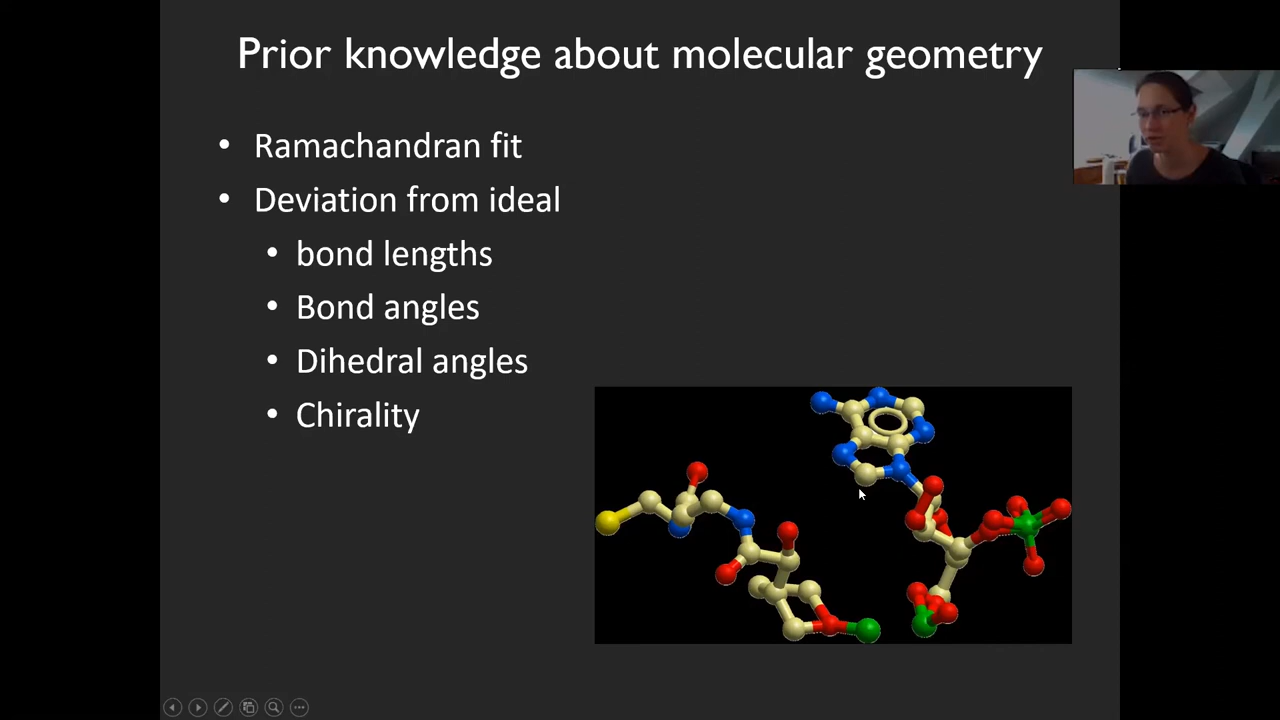 Prior knowledge about molecular geometry
• Ramachandran fit
• Deviation from ideal
• bond lengths
• Bond angles
• Dihedral angles
• Chirality